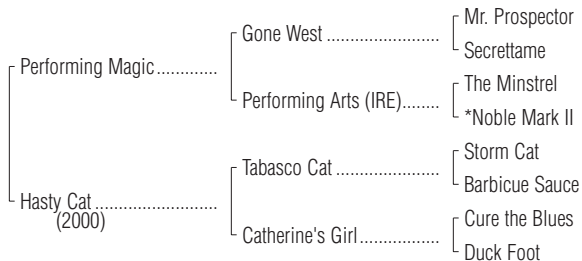 Mr. Prospector
Gone West
Secrettame
Performing Magic
The Minstrel
Performing Arts (IRE)
*Noble Mark II
Storm Cat
Tabasco Cat
Barbicue Sauce
Hasty Cat
(2000)
Cure the Blues
Catherine's Girl
Duck Foot